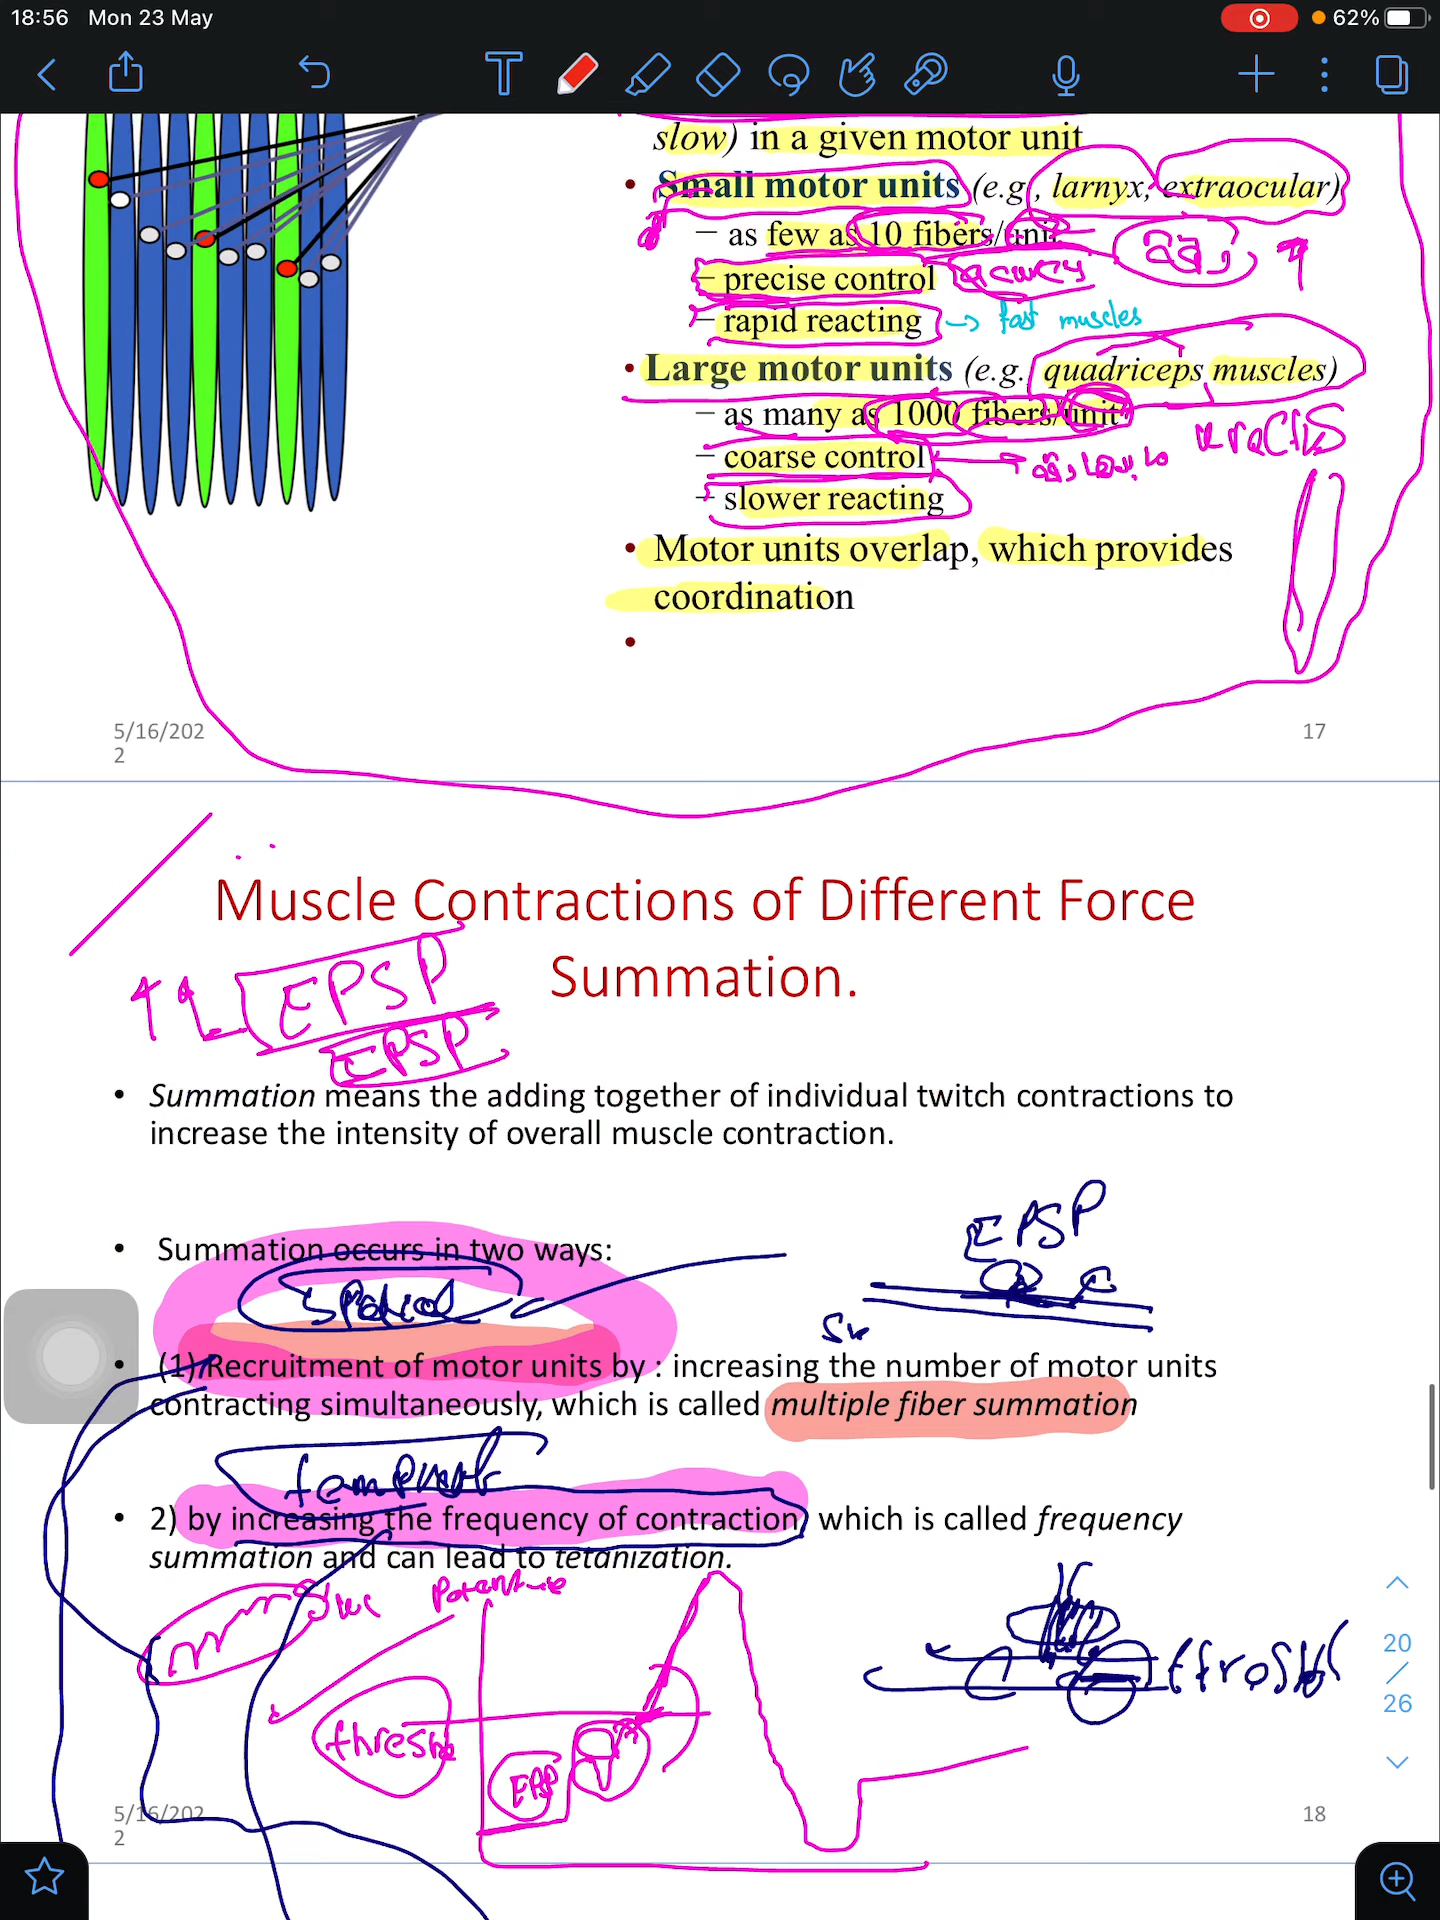 18:56 Mon 23 May
62%
slow) in a given motor unit
• Small motor units (e.g., larnyx, extraocular)
– as few as 10 fibers/unit
– precise control
– rapid reacting → fast muscles
• Large motor units (e.g. quadriceps muscles)
– as many as 1000 fibers/unit
– coarse control
– slower reacting
• Motor units overlap, which provides
coordination
•
5/16/202
2
17
Muscle Contractions of Different Force
Summation.
EPSP
EPSP
• Summation means the adding together of individual twitch contractions to
increase the intensity of overall muscle contraction.
EPSP
• Summation occurs in two ways:
Spatial
• (1) Recruitment of motor units by : increasing the number of motor units
contracting simultaneously, which is called multiple fiber summation
• 2) by increasing the frequency of contraction, which is called frequency
summation and can lead to tetanization.
20
/
26
5/16/202
2
18